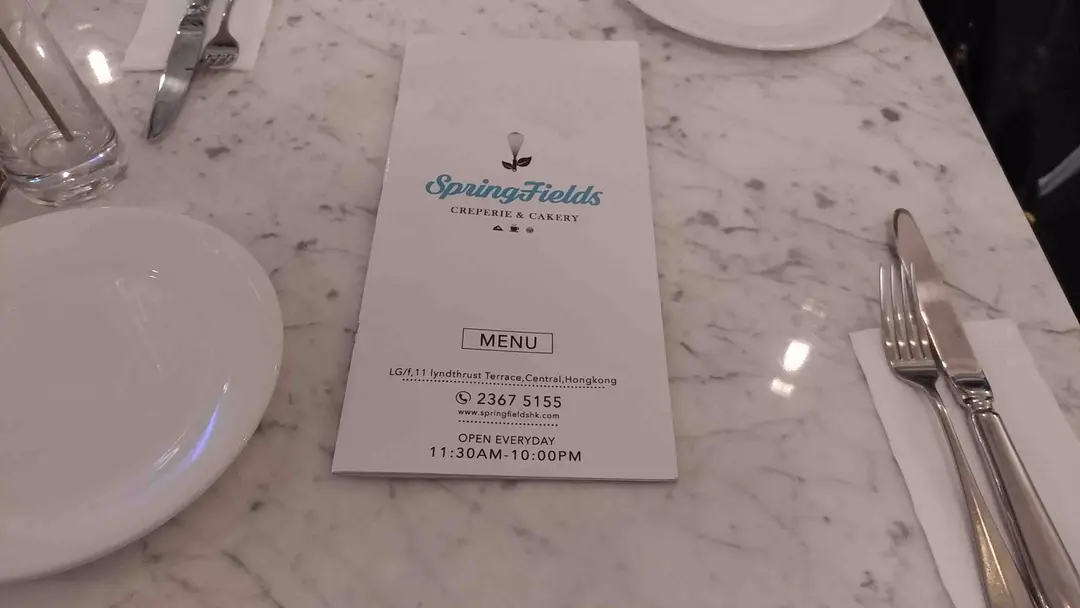 SpringFields
CREPERIE & CAKERY
MENU
LG/f,11 lyndthrust Terrace,Central,Hongkong
2367 5155
www.springfieldshk.com
OPEN EVERYDAY
11:30AM-10:00PM